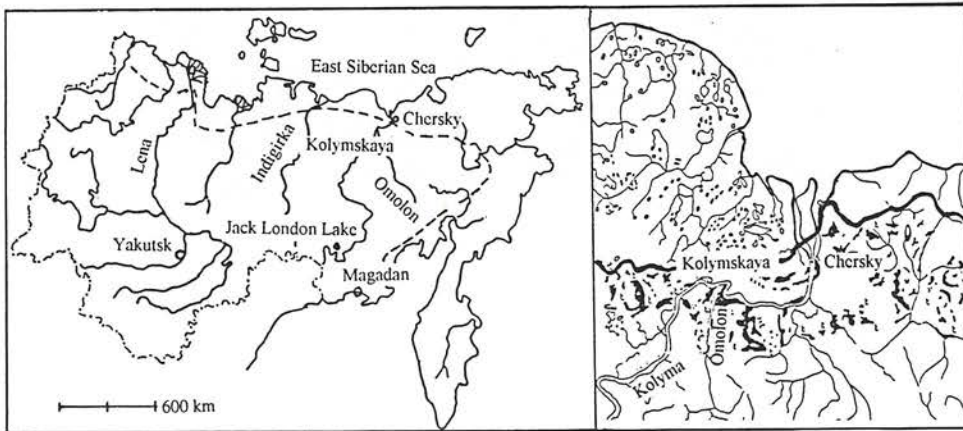 East Siberian Sea
Chersky
Lena
Indigirka
Kolymskaya
Omolon
Jack London Lake
Yakutsk
Magadan
600 km
Kolymskaya
Chersky
Omolon
Kolyma